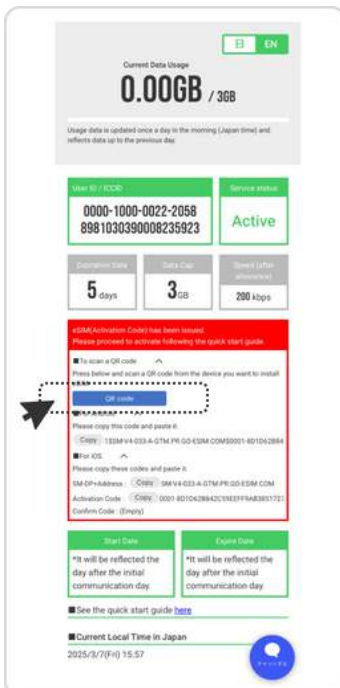 日 EN
Current Data Usage
0.00GB / 3GB
Usage data is updated once a day in the morning (Japan time) and
reflects data up to the previous day.
User ID / ICCID
0000-1000-0022-2058
8981030390008235923
Service status
Active
Expiration Date
5 days
Data Cap
3GB
Speed (after
allowance)
200 kbps
eSIM(Activation Code) has been issued.
Please proceed to activate following the quick start guide.
■To scan a QR code
Press below and scan a QR code from the device you want to install
QR code
Please copy this code and paste it.
Copy
■For iOS
Please copy these codes and paste it.
SM-DP+Address : Copy
Activation Code : Copy
Confirm Code : (Empty)
Start Date
*It will be reflected the
day after the initial
communication day.
Expire Date
*It will be reflected the
day after the initial
communication day.
■See the quick start guide here
■Current Local Time in Japan
2025/3/7(Fri) 15:57